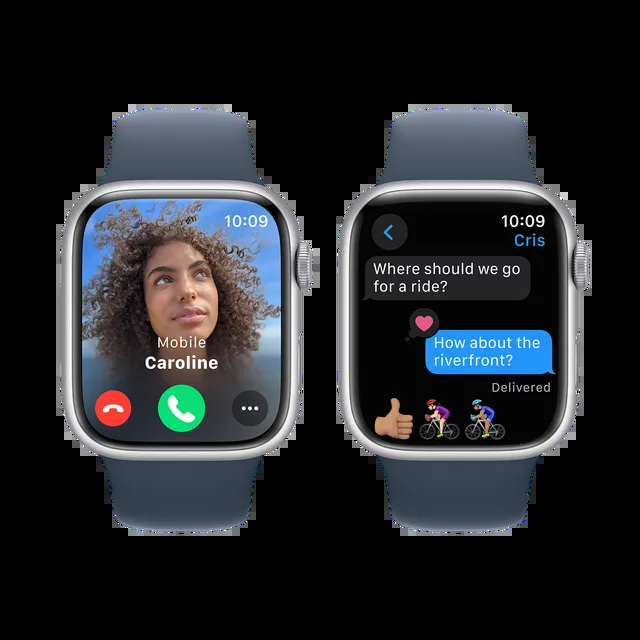 10:09
Mobile
Caroline
10:09
Cris
Where should we go
for a ride?
How about the
riverfront?
Delivered